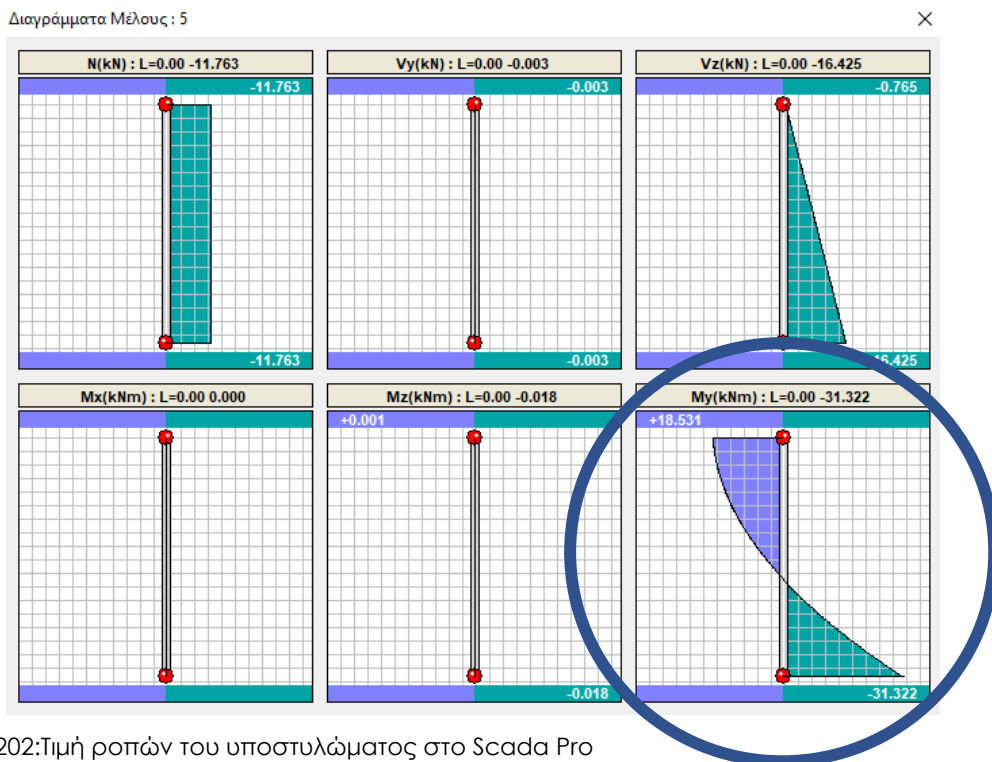 Διαγράμματα Μέλους : 5
N(kN) : L=0.00 -11.763
Vy(kN) : L=0.00 -0.003
Vz(kN) : L=0.00 -16.425
-11.763
-0.003
-0.765
-11.763
-0.003
16.425
Mx(kNm) : L=0.00 0.000
Mz(kNm) : L=0.00 -0.018
My(kNm) : L=0.00 -31.322
+0.001
+18.531
-0.018
-31.322
202:Τιμή ροπών του υποστυλώματος στο Scada Pro